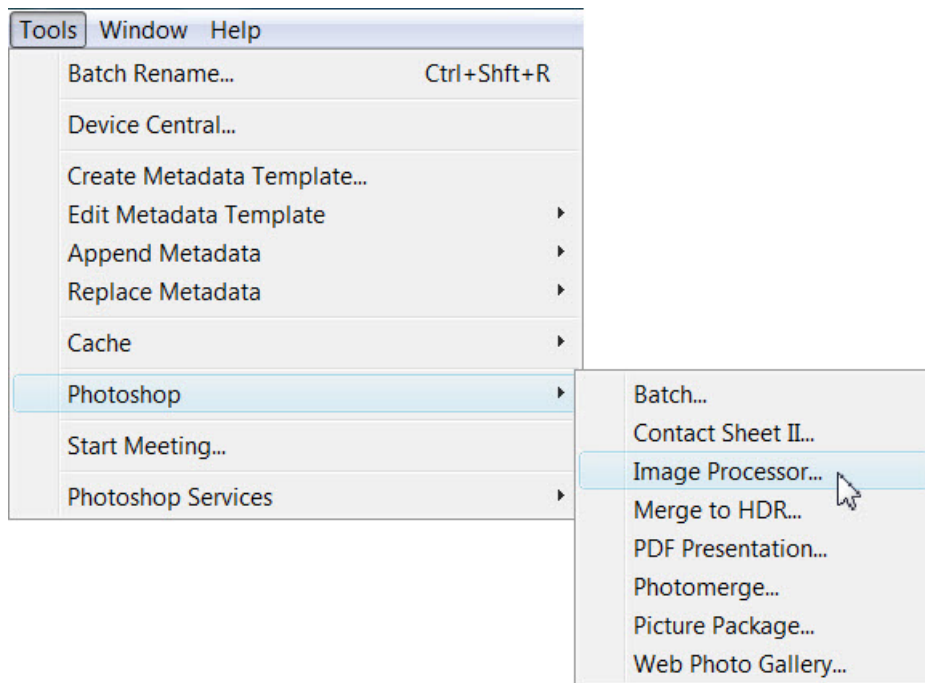 Tools Window Help
Batch Rename... Ctrl+Shft+R
Device Central...
Create Metadata Template...
Edit Metadata Template
Append Metadata
Replace Metadata
Cache
Photoshop
Start Meeting...
Photoshop Services
Batch...
Contact Sheet II...
Image Processor...
Merge to HDR...
PDF Presentation...
Photomerge...
Picture Package...
Web Photo Gallery...